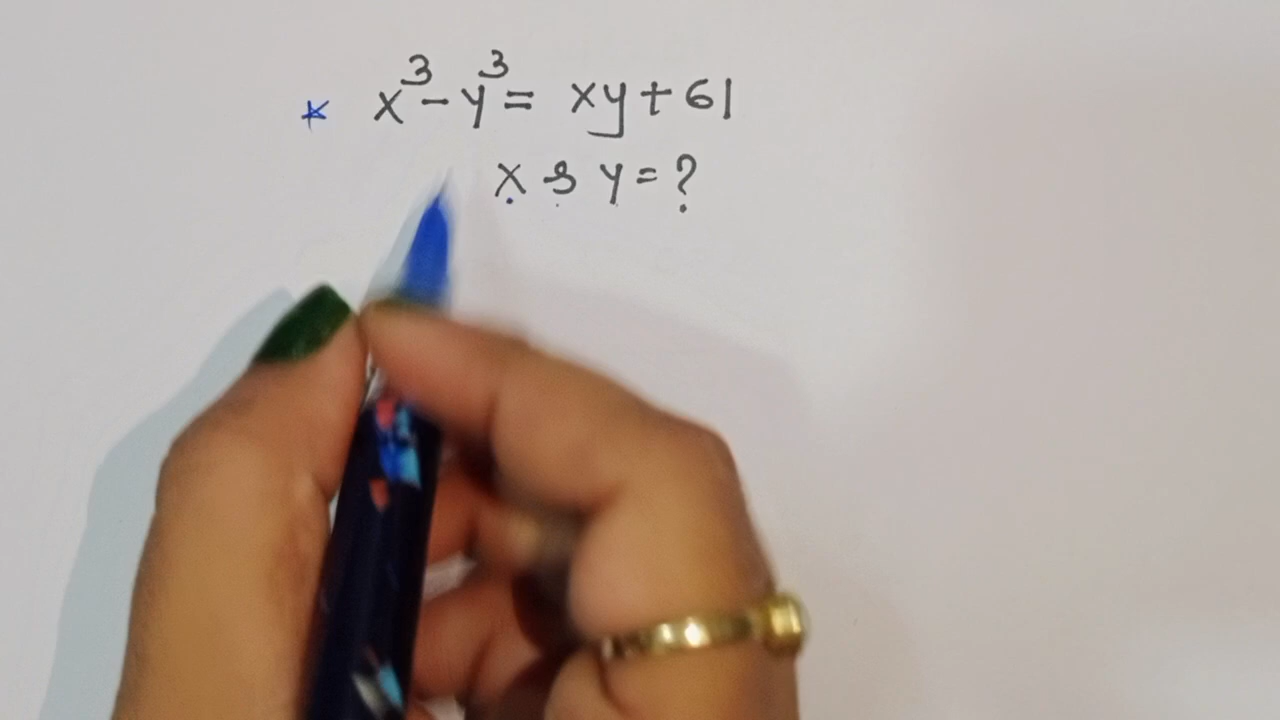 * x³ - y³ = xy + 61
x & y = ?